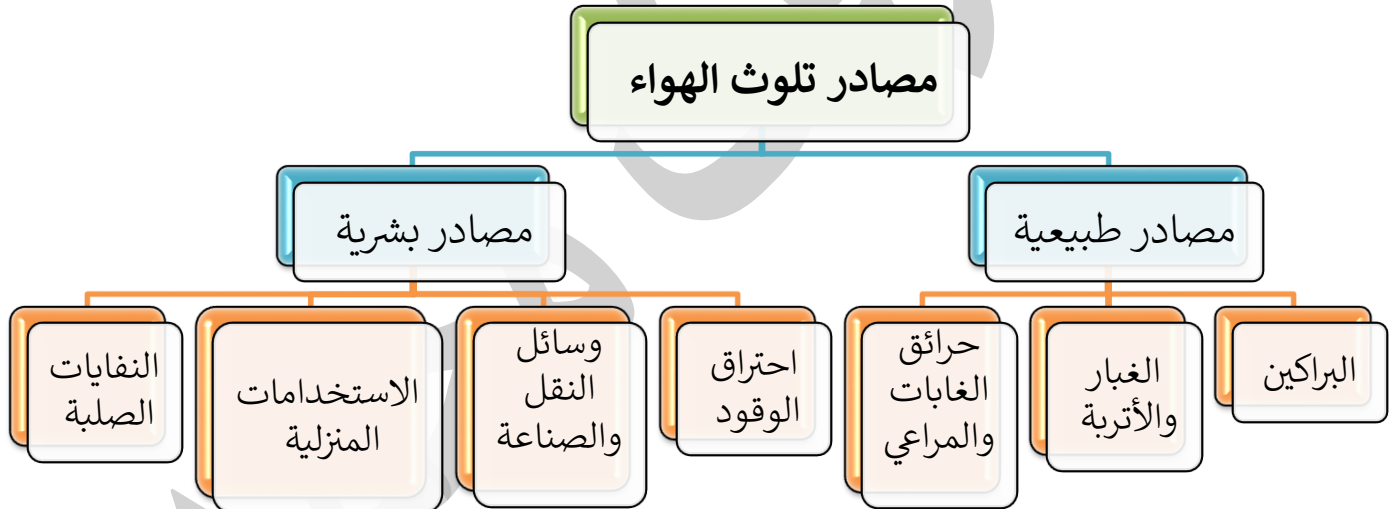 مصادر تلوث الهواء
مصادر طبيعية
مصادر بشرية
البراكين
الغبار
والأتربة
حرائق
الغابات
والمراعي
احتراق
الوقود
وسائل
النقل
والصناعة
الاستخدامات
المنزلية
النفايات
الصلبة